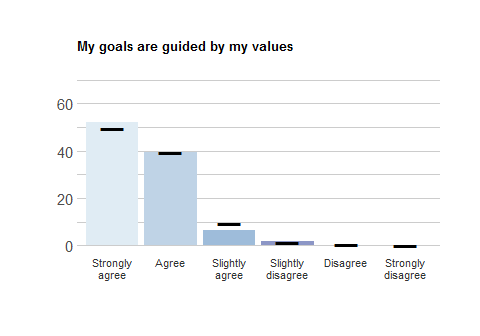 My goals are guided by my values
60
40
20
0
Strongly
agree
Agree
Slightly
agree
Slightly
disagree
Disagree
Strongly
disagree